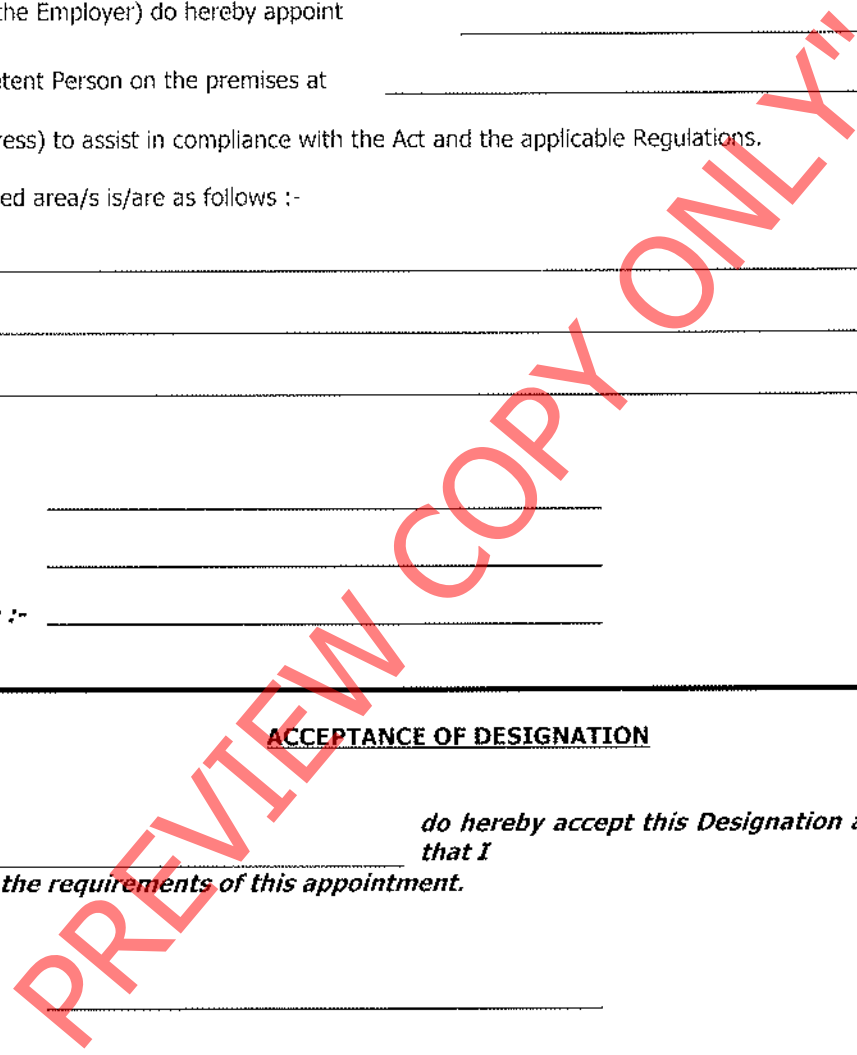 the Employer) do hereby appoint
tent Person on the premises at
ress) to assist in compliance with the Act and the applicable Regulations.
ed area/s is/are as follows :-
:-
ACCEPTANCE OF DESIGNATION
do hereby accept this Designation a
that I
the requirements of this appointment.
PREVIEW COPY ONLY"